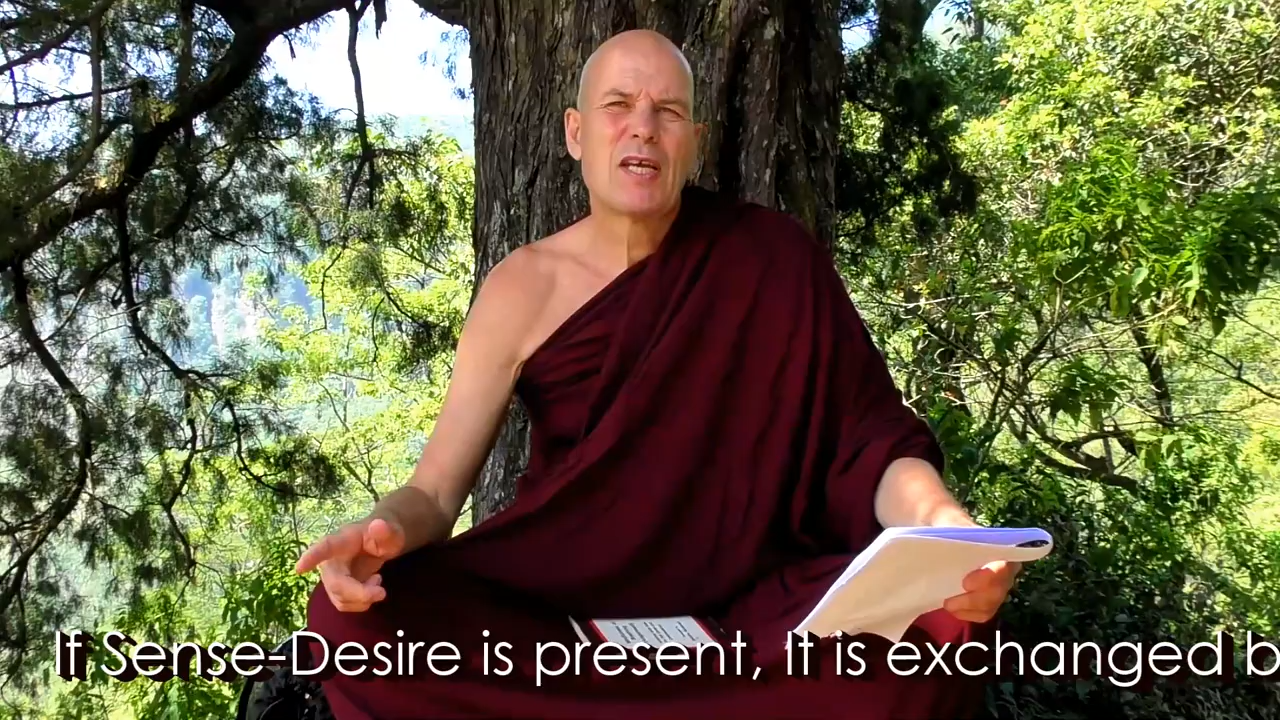 If Sense-Desire is present, It is exchanged b